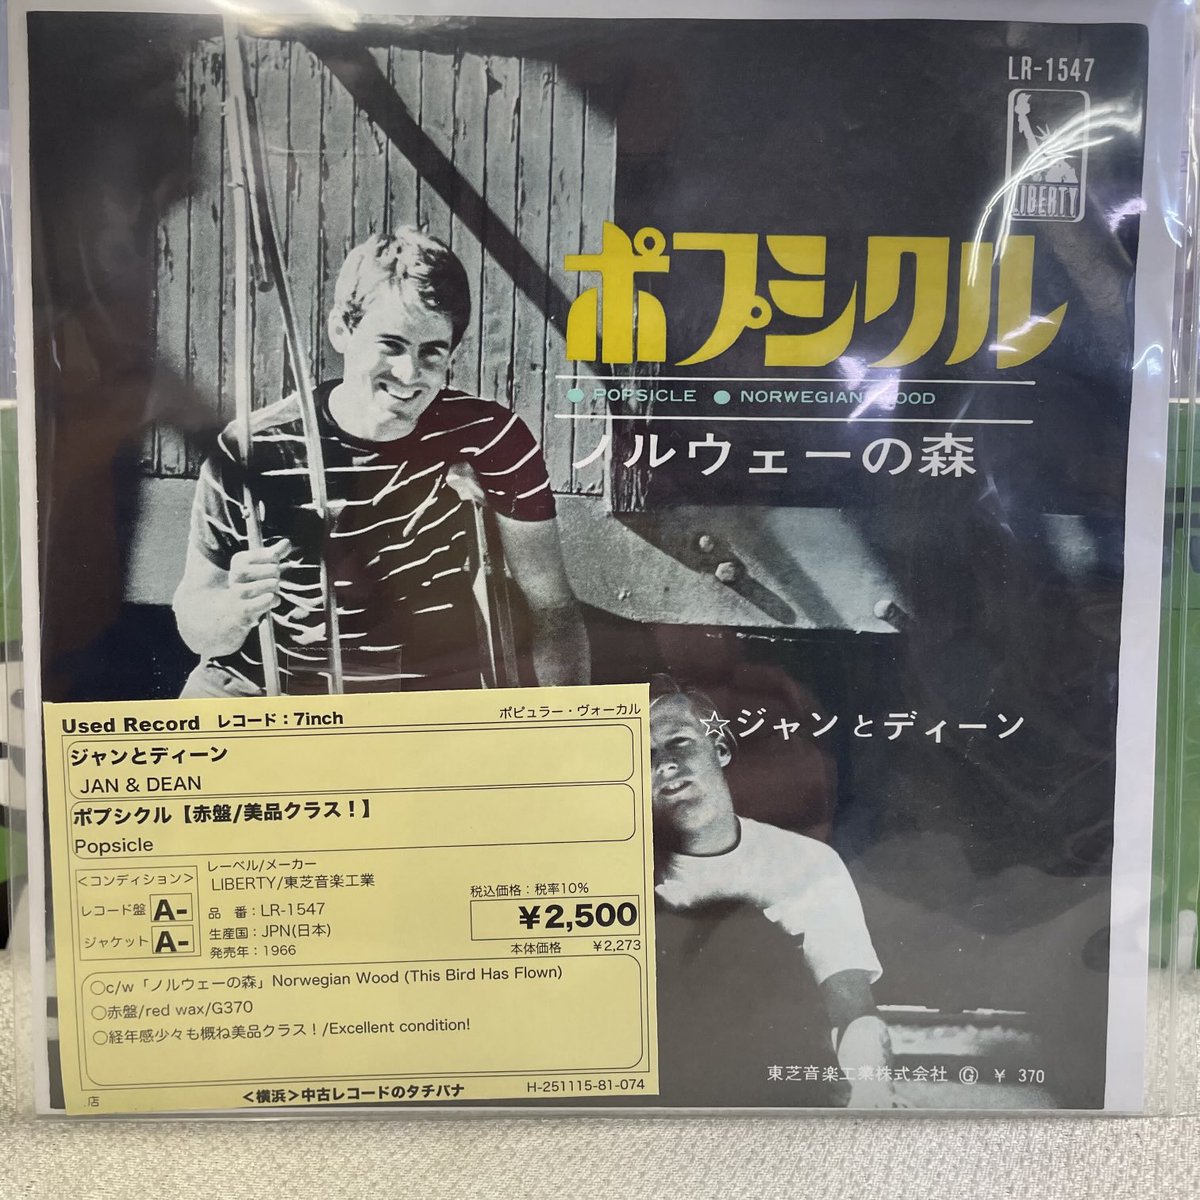 LR-1547
LIBERTY
ポプシクル
● POPSICLE ● NORWEGIAN WOOD
ノルウェーの森
☆ジャンとディーン
Used Record レコード：7inch
ポピュラー・ヴォーカル
ジャンとディーン
JAN & DEAN
ポプシクル【赤盤/美品クラス！】
Popsicle
<コンディション>
レコード盤 A-
ジャケット A-
レーベル/メーカー
LIBERTY/東芝音楽工業
品 番：LR-1547
生産国：JPN(日本)
発売年：1966
税込価格：税率10%
¥2,500
本体価格 ¥2,273
○c/w「ノルウェーの森」Norwegian Wood (This Bird Has Flown)
○赤盤/red wax/G370
○経年感少々も概ね美品クラス！/Excellent condition!
.店
<横浜>中古レコードのタチバナ
H-251115-81-074
東芝音楽工業株式会社 Ⓖ ¥ 370